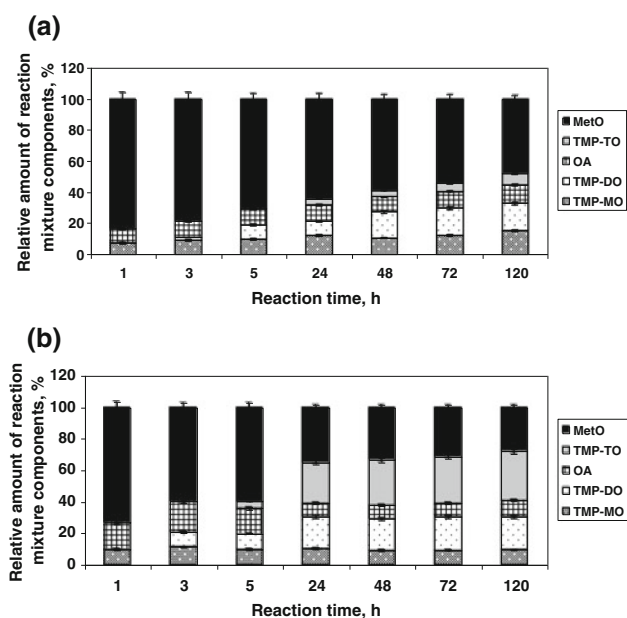 (a)
Relative amount of reaction
mixture components, %
120
100
80
60
40
20
0
1 3 5 24 48 72 120
Reaction time, h
MetO
TMP-TO
OA
TMP-DO
TMP-MO
(b)
Relative amount of reaction
mixture components, %
120
100
80
60
40
20
0
1 3 5 24 48 72 120
Reaction time, h
MetO
TMP-TO
OA
TMP-DO
TMP-MO